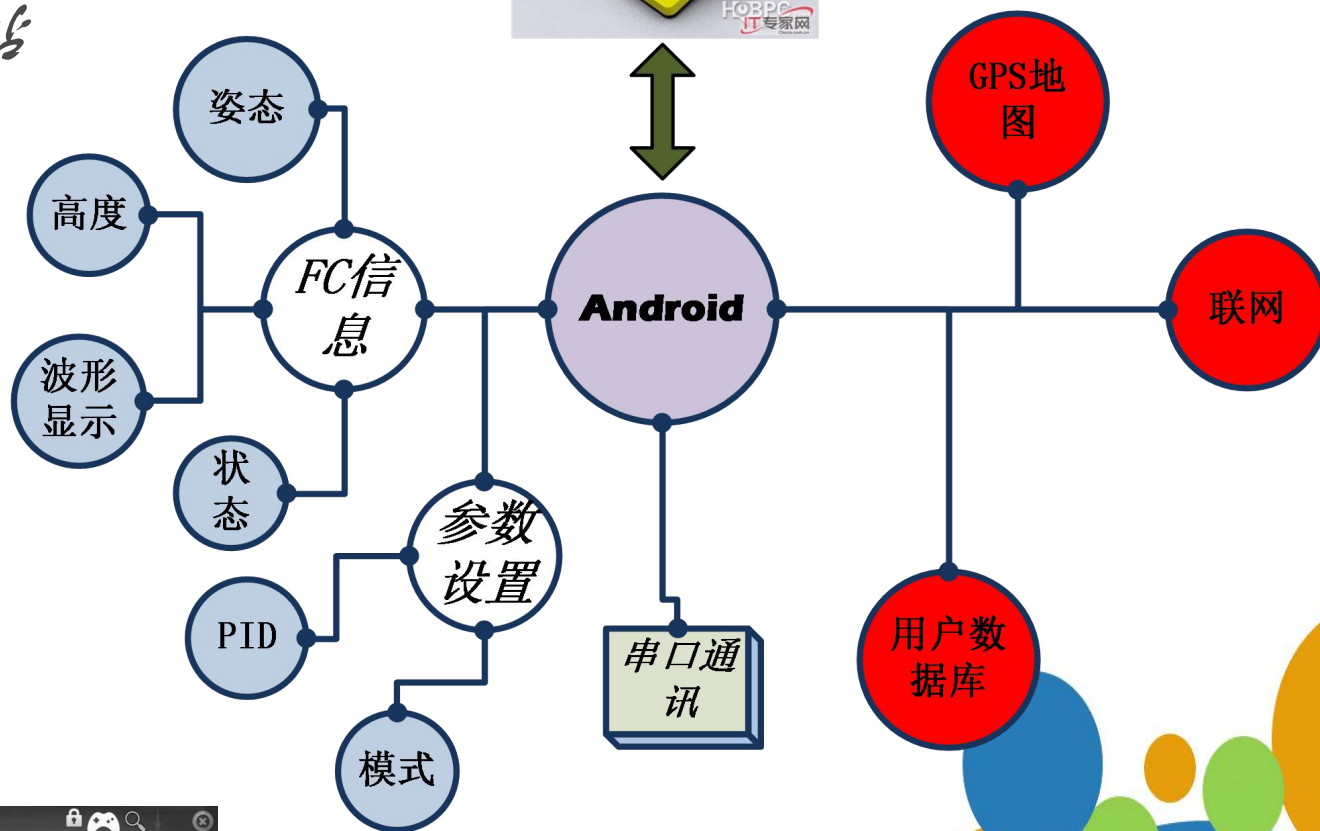 HOBPC
IT专家网
姿态
GPS地
图
高度
FC信
息
Android
联网
波形
显示
状
态
参数
设置
PID
串口通
讯
用户数
据库
模式